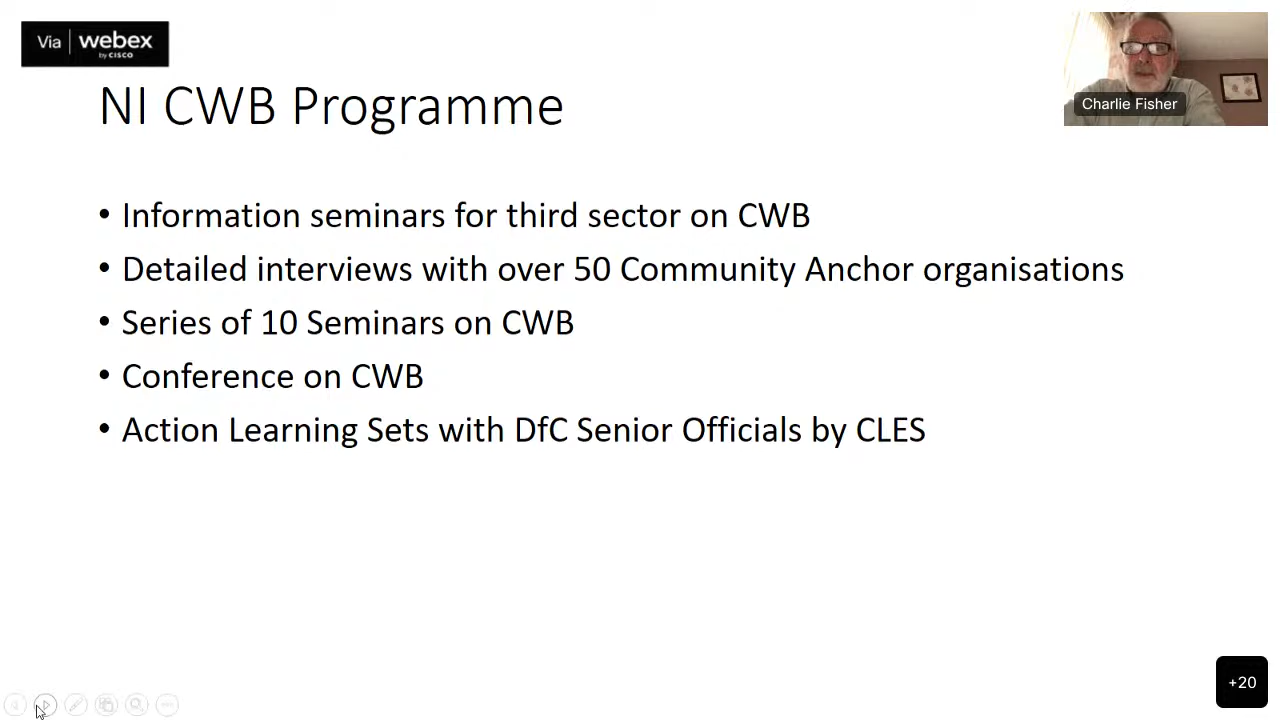 Via webex
by CISCO
Charlie Fisher
NI CWB Programme
• Information seminars for third sector on CWB
• Detailed interviews with over 50 Community Anchor organisations
• Series of 10 Seminars on CWB
• Conference on CWB
• Action Learning Sets with DfC Senior Officials by CLES
+20